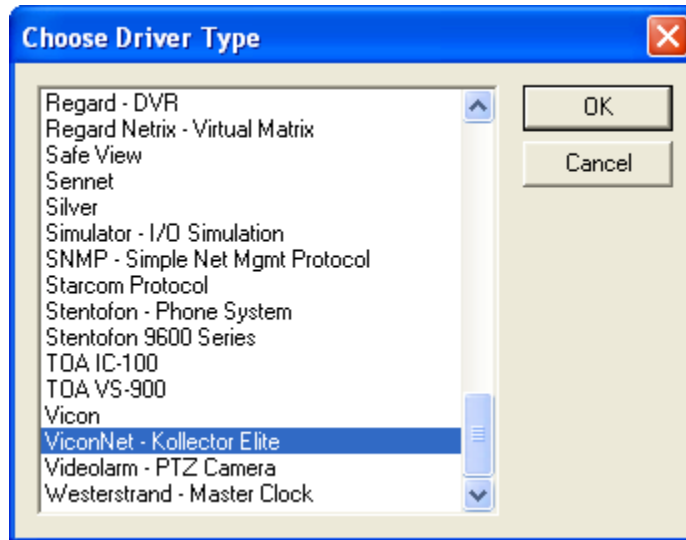 Choose Driver Type
Regard - DVR
Regard Netrix - Virtual Matrix
Safe View
Sennet
Silver
Simulator - I/O Simulation
SNMP - Simple Net Mgmt Protocol
Starcom Protocol
Stentofon - Phone System
Stentofon 9600 Series
TOA IC-100
TOA VS-900
Vicon
ViconNet - Kollector Elite
Videolarm - PTZ Camera
Westerstrand - Master Clock
OK
Cancel